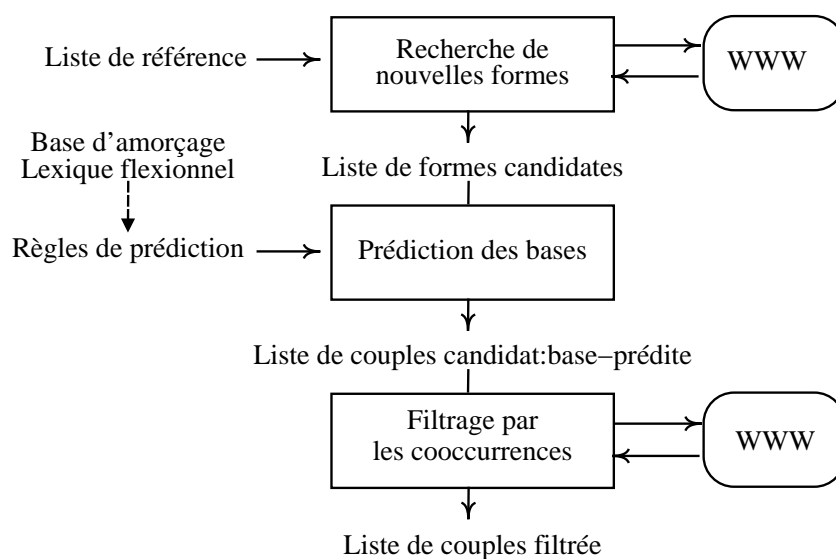 Liste de référence
Recherche de
nouvelles formes
WWW
Base d'amorçage
Lexique flexionnel
Liste de formes candidates
Règles de prédiction
Prédiction des bases
Liste de couples candidat:base−prédite
Filtrage par
les cooccurrences
WWW
Liste de couples filtrée